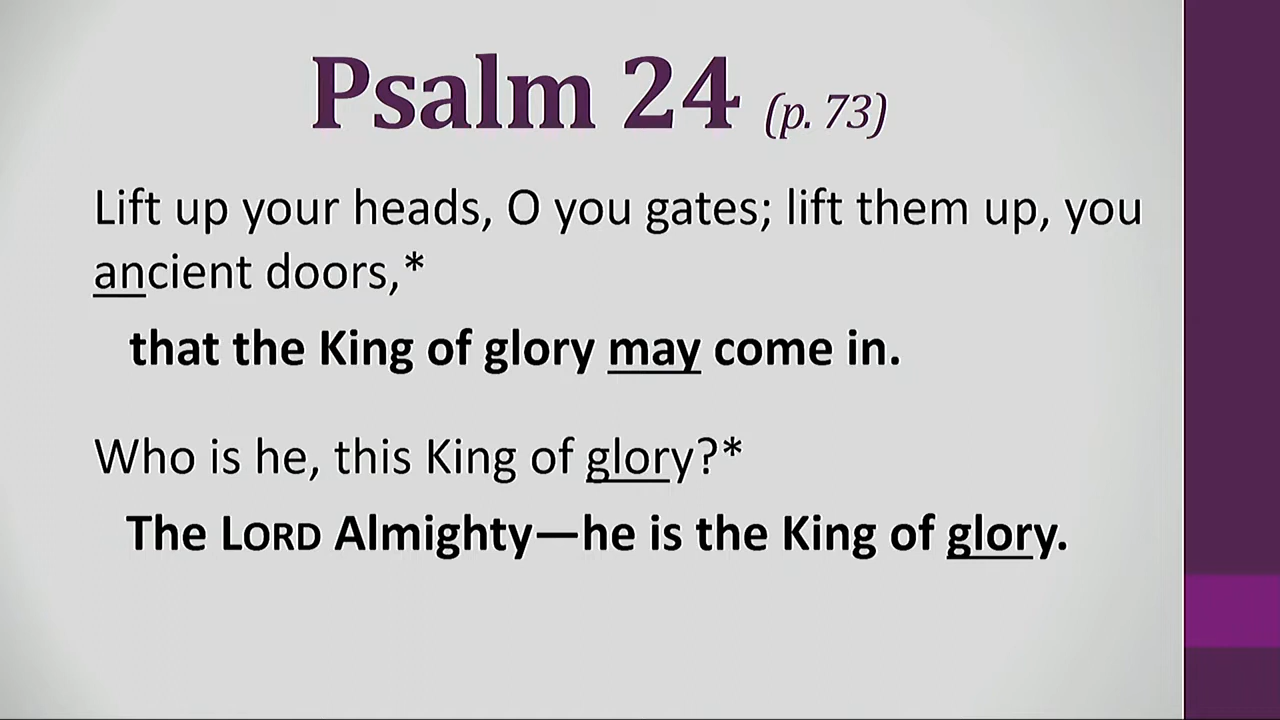 Psalm 24 (p. 73)
Lift up your heads, O you gates; lift them up, you
ancient doors,*
that the King of glory may come in.
Who is he, this King of glory?*
The LORD Almighty—he is the King of glory.